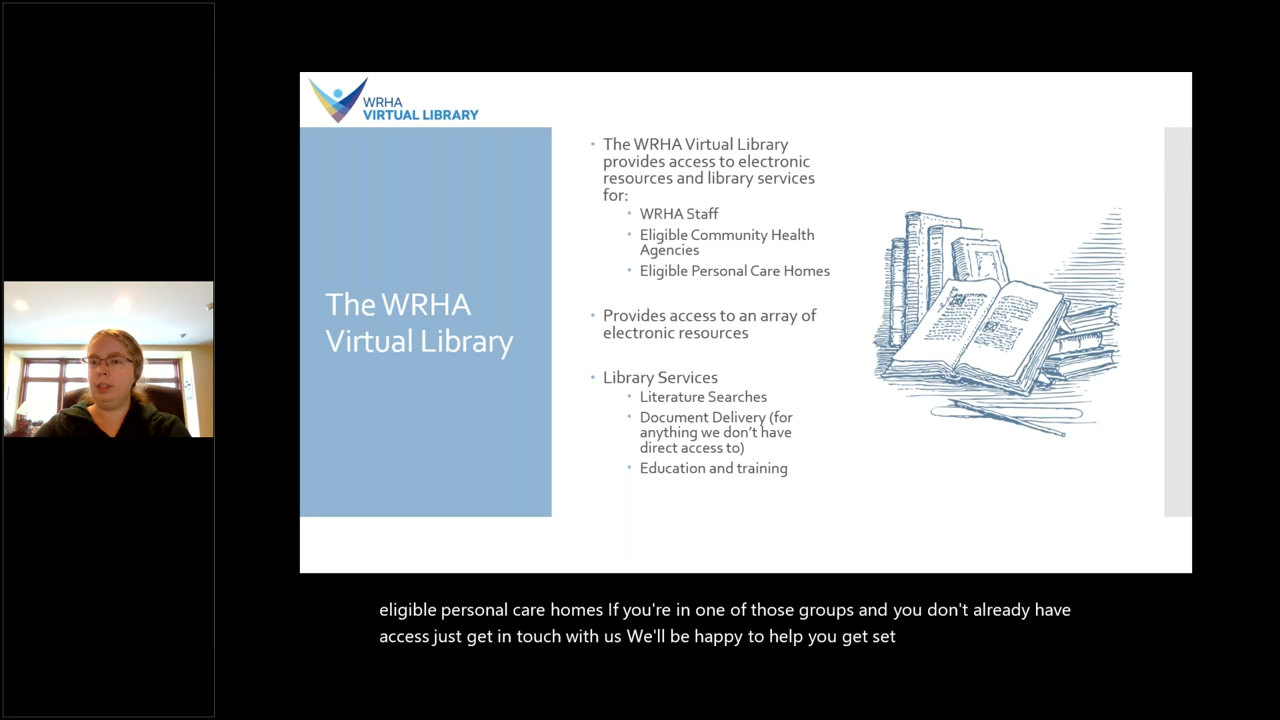 WRHA
VIRTUAL LIBRARY
The WRHA
Virtual Library
• The WRHA Virtual Library
provides access to electronic
resources and library services
for:
• WRHA Staff
• Eligible Community Health
Agencies
• Eligible Personal Care Homes
• Provides access to an array of
electronic resources
• Library Services
• Literature Searches
• Document Delivery (for
anything we don't have
direct access to)
• Education and training
eligible personal care homes If you're in one of those groups and you don't already have
access just get in touch with us We'll be happy to help you get set